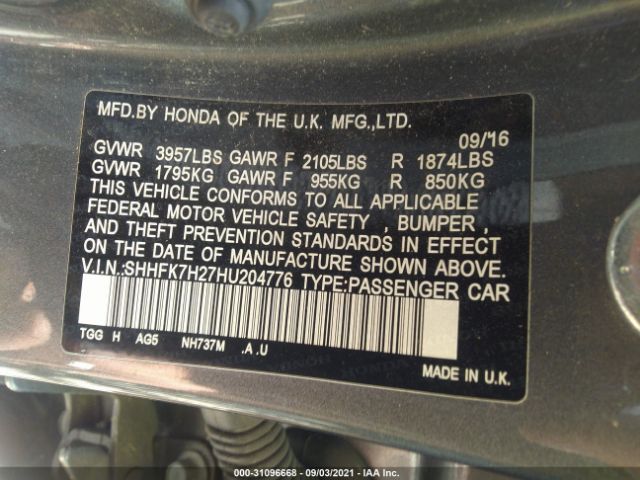 MFD.BY HONDA OF THE U.K. MFG.,LTD.
09/16
GVWR 3957LBS GAWR F 2105LBS R 1874LBS
GVWR 1795KG GAWR F 955KG R 850KG
THIS VEHICLE CONFORMS TO ALL APPLICABLE
FEDERAL MOTOR VEHICLE SAFETY , BUMPER ,
AND THEFT PREVENTION STANDARDS IN EFFECT
ON THE DATE OF MANUFACTURE SHOWN ABOVE.
V.I.N.:SHHFK7H27HU204776 TYPE:PASSENGER CAR
TGG H AG5 NH737M .A .U
MADE IN U.K.
000-31096668 - 09/03/2021 - IAA Inc.